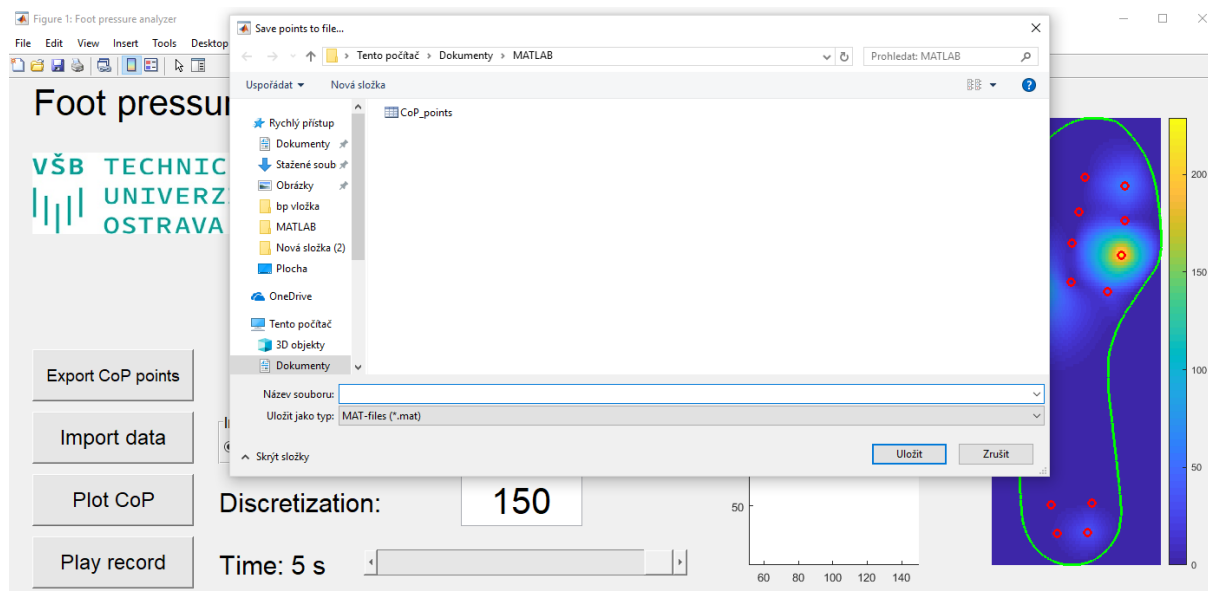 Figure 1: Foot pressure analyzer
File Edit View Insert Tools Desktop
Foot pressur
VŠB TECHNIC
UNIVERZ
OSTRAVA
Export CoP points
Import data
Plot CoP
Play record
Discretization:
150
Time: 5 s
Save points to file...
Tento počítač › Dokumenty › MATLAB
Prohledat: MATLAB
Uspořádat
Nová složka
Rychlý přístup
Dokumenty
Stažené soub
Obrázky
bp vložka
MATLAB
Nová složka (2)
Plocha
OneDrive
Tento počítač
3D objekty
Dokumenty
CoP_points
Název souboru:
Uložit jako typ: MAT-files (*.mat)
Skrýt složky
Uložit
Zrušit
50
60 80 100 120 140
200
150
100
50
0